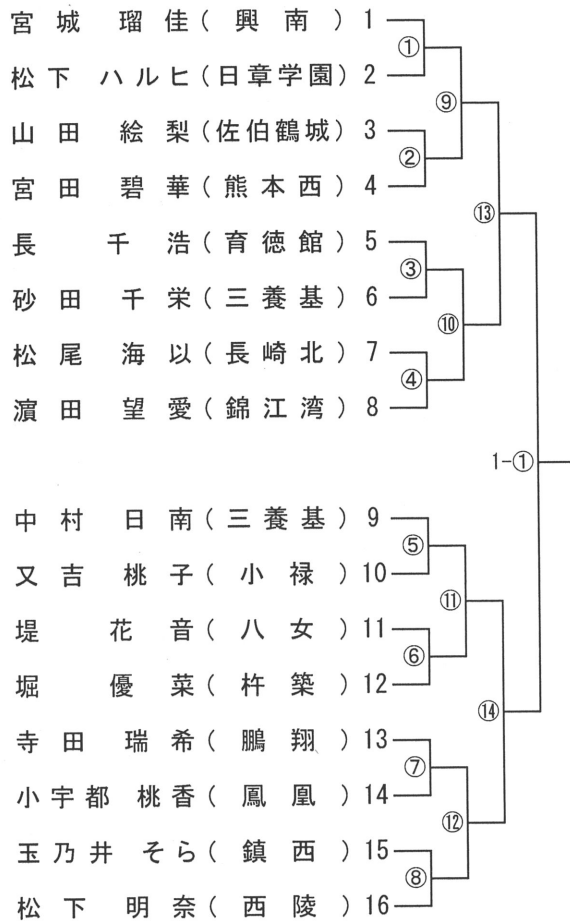 宮城 瑠佳(興南) 1
①
松下 ハルヒ(日章学園) 2
⑨
山田 絵梨(佐伯鶴城) 3
②
宮田 碧華(熊本西) 4
⑬
長 千浩(育徳館) 5
③
砂田 千栄(三養基) 6
⑩
松尾 海以(長崎北) 7
④
濵田 望愛(錦江湾) 8
1-①
中村 日南(三養基) 9
⑤
又吉 桃子(小禄) 10
⑪
堤 花音(八女) 11
⑥
堀 優菜(杵築) 12
⑭
寺田 瑞希(鵬翔) 13
⑦
小宇都 桃香(鳳凰) 14
⑫
玉乃井 そら(鎮西) 15
⑧
松下 明奈(西陵) 16